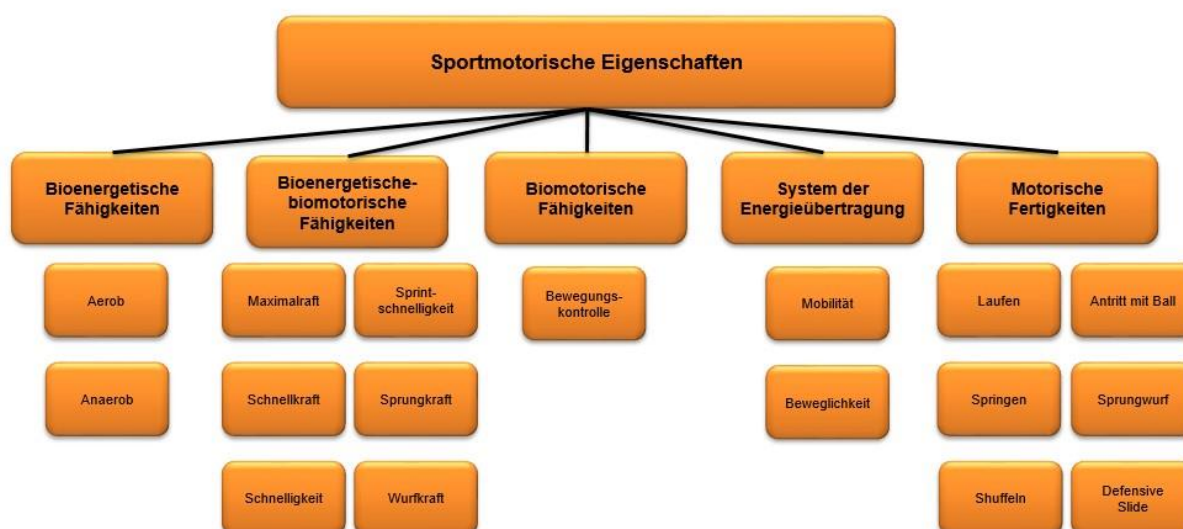 Sportmotorische Eigenschaften
Bioenergetische
Fähigkeiten
Bioenergetische-
biomotorische
Fähigkeiten
Biomotorische
Fähigkeiten
System der
Energieübertragung
Motorische
Fertigkeiten
Aerob
Maximalraft
Sprint-
schnelligkeit
Bewegungs-
kontrolle
Mobilität
Laufen
Antritt mit Ball
Anaerob
Schnellkraft
Sprungkraft
Beweglichkeit
Springen
Sprungwurf
Schnelligkeit
Wurfkraft
Shuffeln
Defensive
Slide